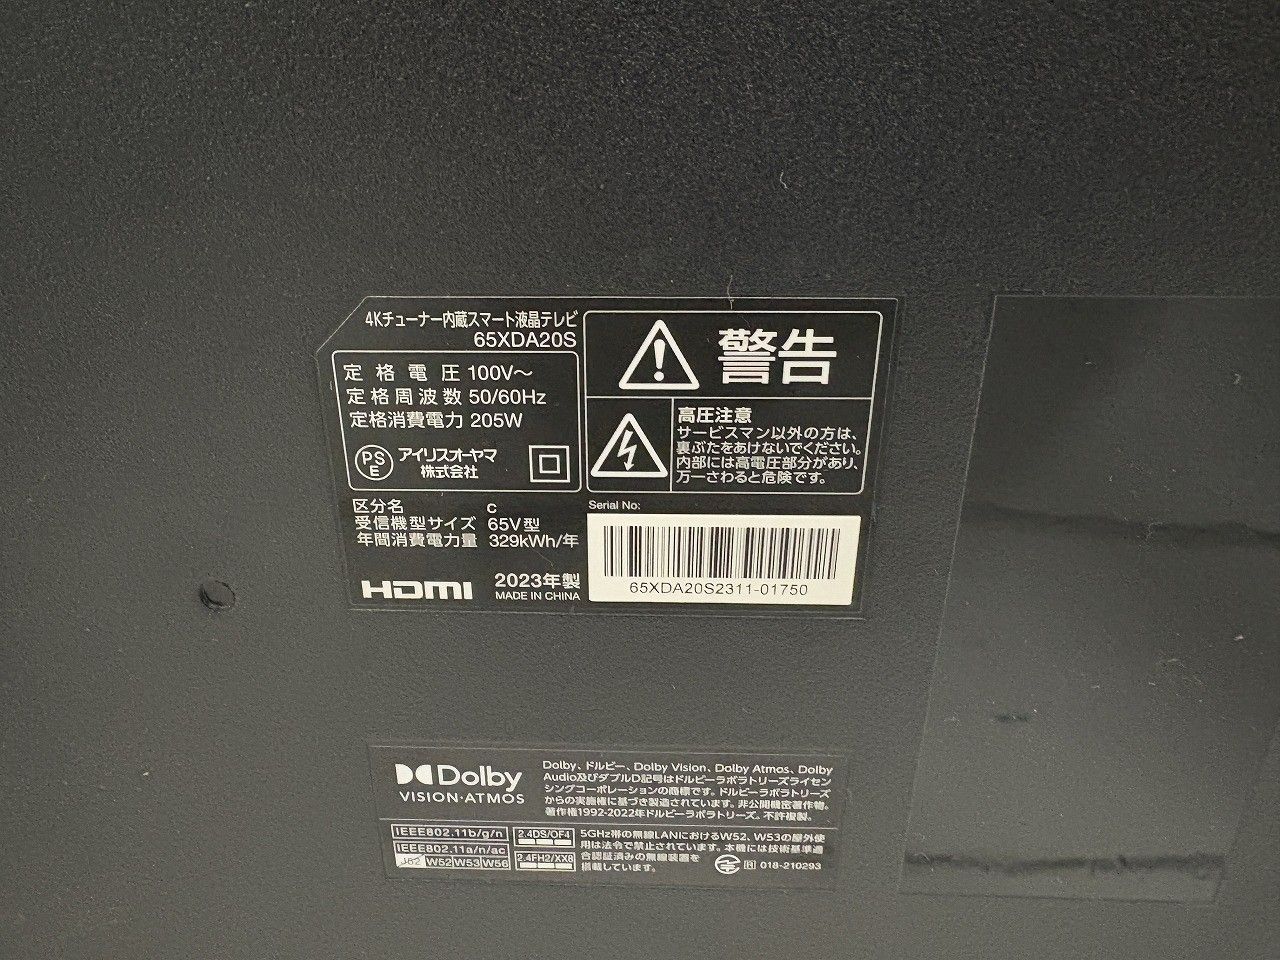 4Kチューナー内蔵スマート液晶テレビ
65XDA20S
定格電圧 100V～
定格周波数 50/60Hz
定格消費電力 205W
PS
E
アイリスオーヤマ
株式会社
警告
高圧注意
サービスマン以外の方は、
裏ぶたをあけないでください。
内部には高電圧部分があり、
万一さわると危険です。
区分名 c
受信機型サイズ 65V型
年間消費電力量 329kWh/年
HDMI
2023年製
MADE IN CHINA
Serial No:
65XDA20S2311-01750
Dolby
VISION·ATMOS
Dolby、ドルビー、Dolby Vision、Dolby Atmos、Dolby
Audio及びダブルD記号はドルビーラボラトリーズライセン
シングコーポレーションの商標です。ドルビーラボラトリーズ
からの実施権に基づき製造されています。非公開機密著作物。
著作権1992-2022年ドルビーラボラトリーズ。不許複製。
IEEE802.11b/g/n
IEEE802.11a/n/ac
J52 W52 W53 W56
2.4DS/OF4
2.4FH2/XX8
5GHz帯の無線LANにおけるW52、W53の屋外使
用は法令で禁止されています。本機には技術基準適
合認証済みの無線装置を
搭載しています。
R 018-210293